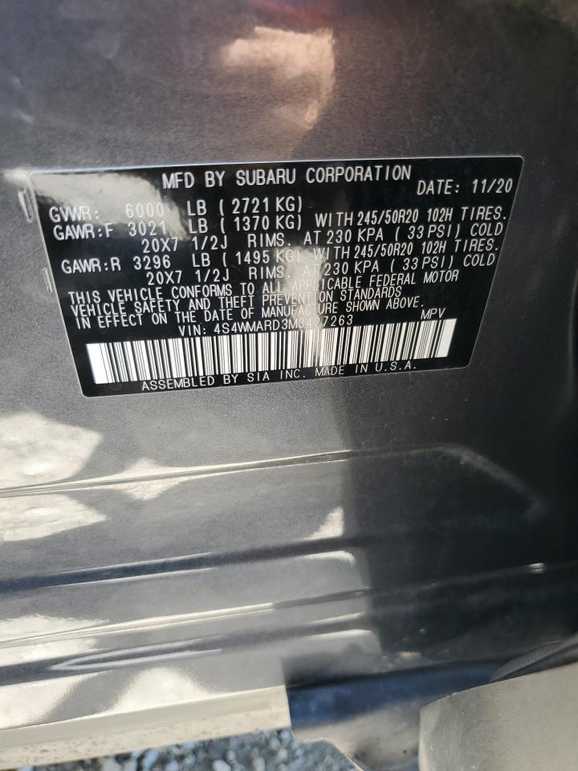 MFD BY SUBARU CORPORATION DATE: 11/20
GVWR: 6000 LB (2721 KG)
GAWR:F 3021 LB (1370 KG) WITH 245/50R20 102H TIRES.
20X7 1/2J RIMS. AT 230 KPA (33 PSI) COLD
GAWR:R 3296 LB (1495 KG) WITH 245/50R20 102H TIRES.
20X7 1/2J RIMS. AT 230 KPA (33 PSI) COLD
THIS VEHICLE CONFORMS TO ALL APPLICABLE FEDERAL MOTOR
VEHICLE SAFETY AND THEFT PREVENTION STANDARDS
IN EFFECT ON THE DATE OF MANUFACTURE SHOWN ABOVE.
VIN: MPV
ASSEMBLED BY SIA INC. MADE IN U.S.A.